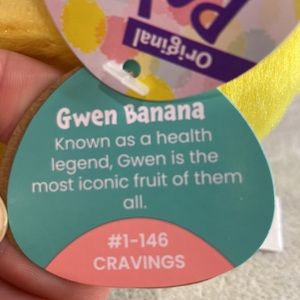 Original
Gwen Banana
Known as a health
legend, Gwen is the
most iconic fruit of them
all.
#1-146
CRAVINGS